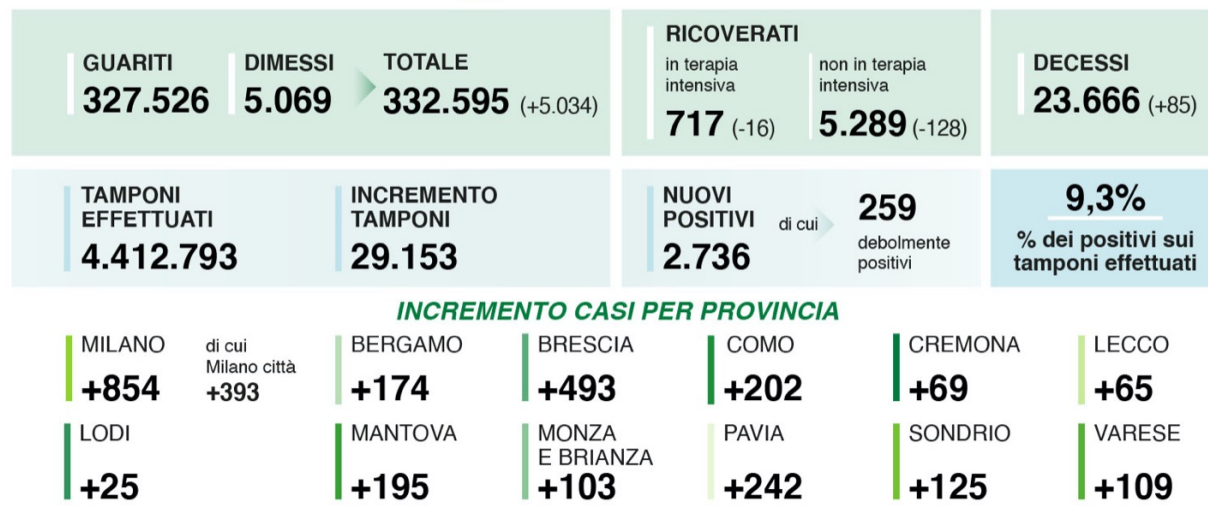 GUARITI
327.526
DIMESSI
5.069
TOTALE
332.595 (+5.034)
RICOVERATI
in terapia
intensiva
717 (-16)
non in terapia
intensiva
5.289 (-128)
DECESSI
23.666 (+85)
TAMPONI
EFFETTUATI
4.412.793
INCREMENTO
TAMPONI
29.153
NUOVI
POSITIVI
2.736
di cui
259
debolmente
positivi
9,3%
% dei positivi sui
tamponi effettuati
INCREMENTO CASI PER PROVINCIA
MILANO
+854
di cui
Milano città
+393
BERGAMO
+174
BRESCIA
+493
COMO
+202
CREMONA
+69
LECCO
+65
LODI
+25
MANTOVA
+195
MONZA
E BRIANZA
+103
PAVIA
+242
SONDRIO
+125
VARESE
+109